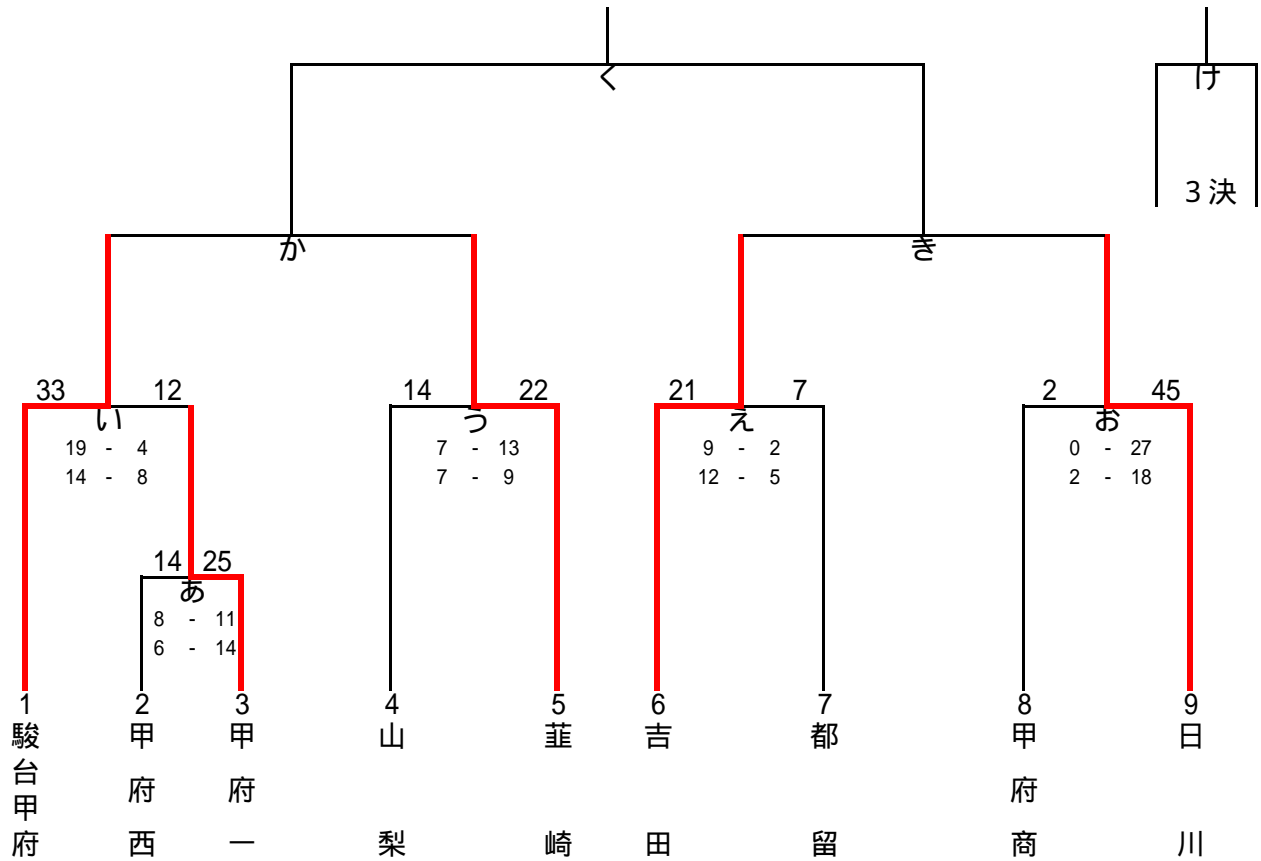 く
け
3決
か
き
33 12
い
19 - 4
14 - 8
14 22
う
7 - 13
7 - 9
21 7
え
9 - 2
12 - 5
2 45
お
0 - 27
2 - 18
14 25
あ
8 - 11
6 - 14
1 2 3 4 5 6 7 8 9
駿台甲府
甲府西
甲府一
山梨
韮崎
吉田
都留
甲府商
日川